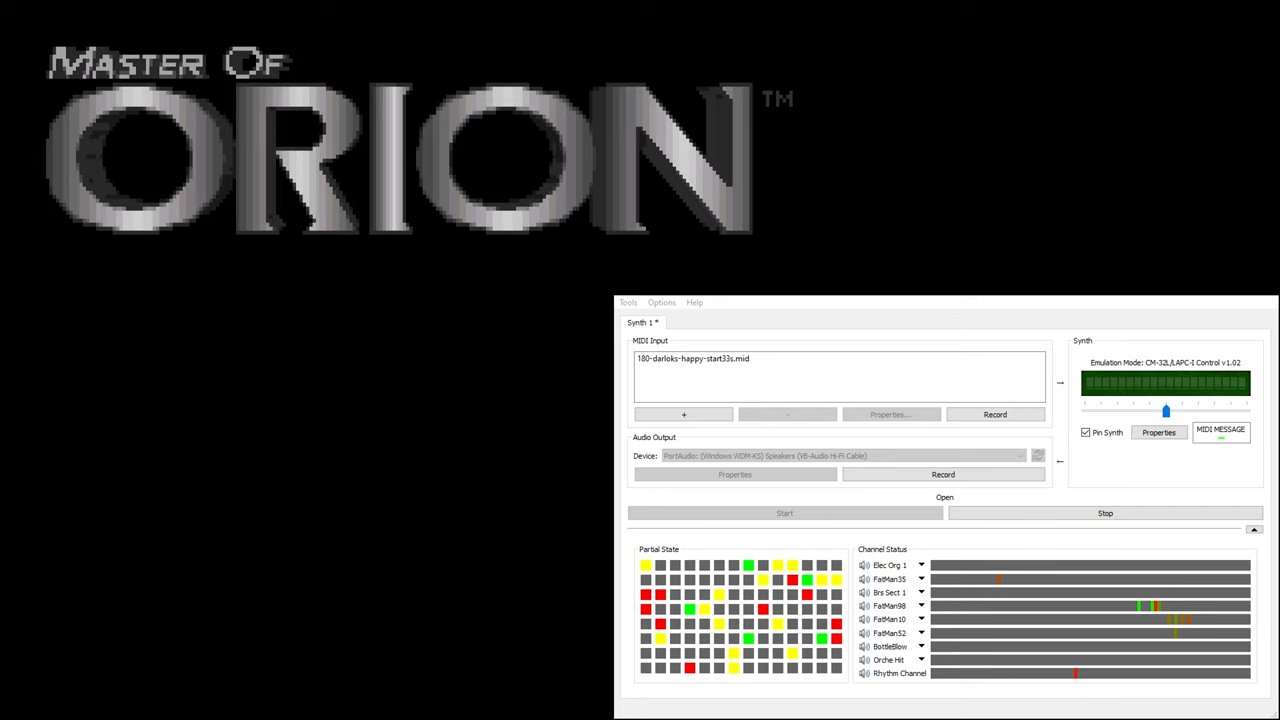 MASTER OF
ORION™
Tools Options Help
Synth 1 *
MIDI Input
180-darloks-happy-start33s.mid
+ - Properties... Record
Synth
Emulation Mode: CM-32L/LAPC-I Control v1.02
Pin Synth Properties MIDI MESSAGE
Audio Output
Device: PortAudio: (Windows WDM-KS) Speakers (VB-Audio Hi-Fi Cable)
Properties Record
Open
Start Stop
Partial State
Channel Status
Elec Org 1
FatMan35
Brs Sect 1
FatMan98
FatMan10
FatMan52
BottleBlow
Orche Hit
Rhythm Channel